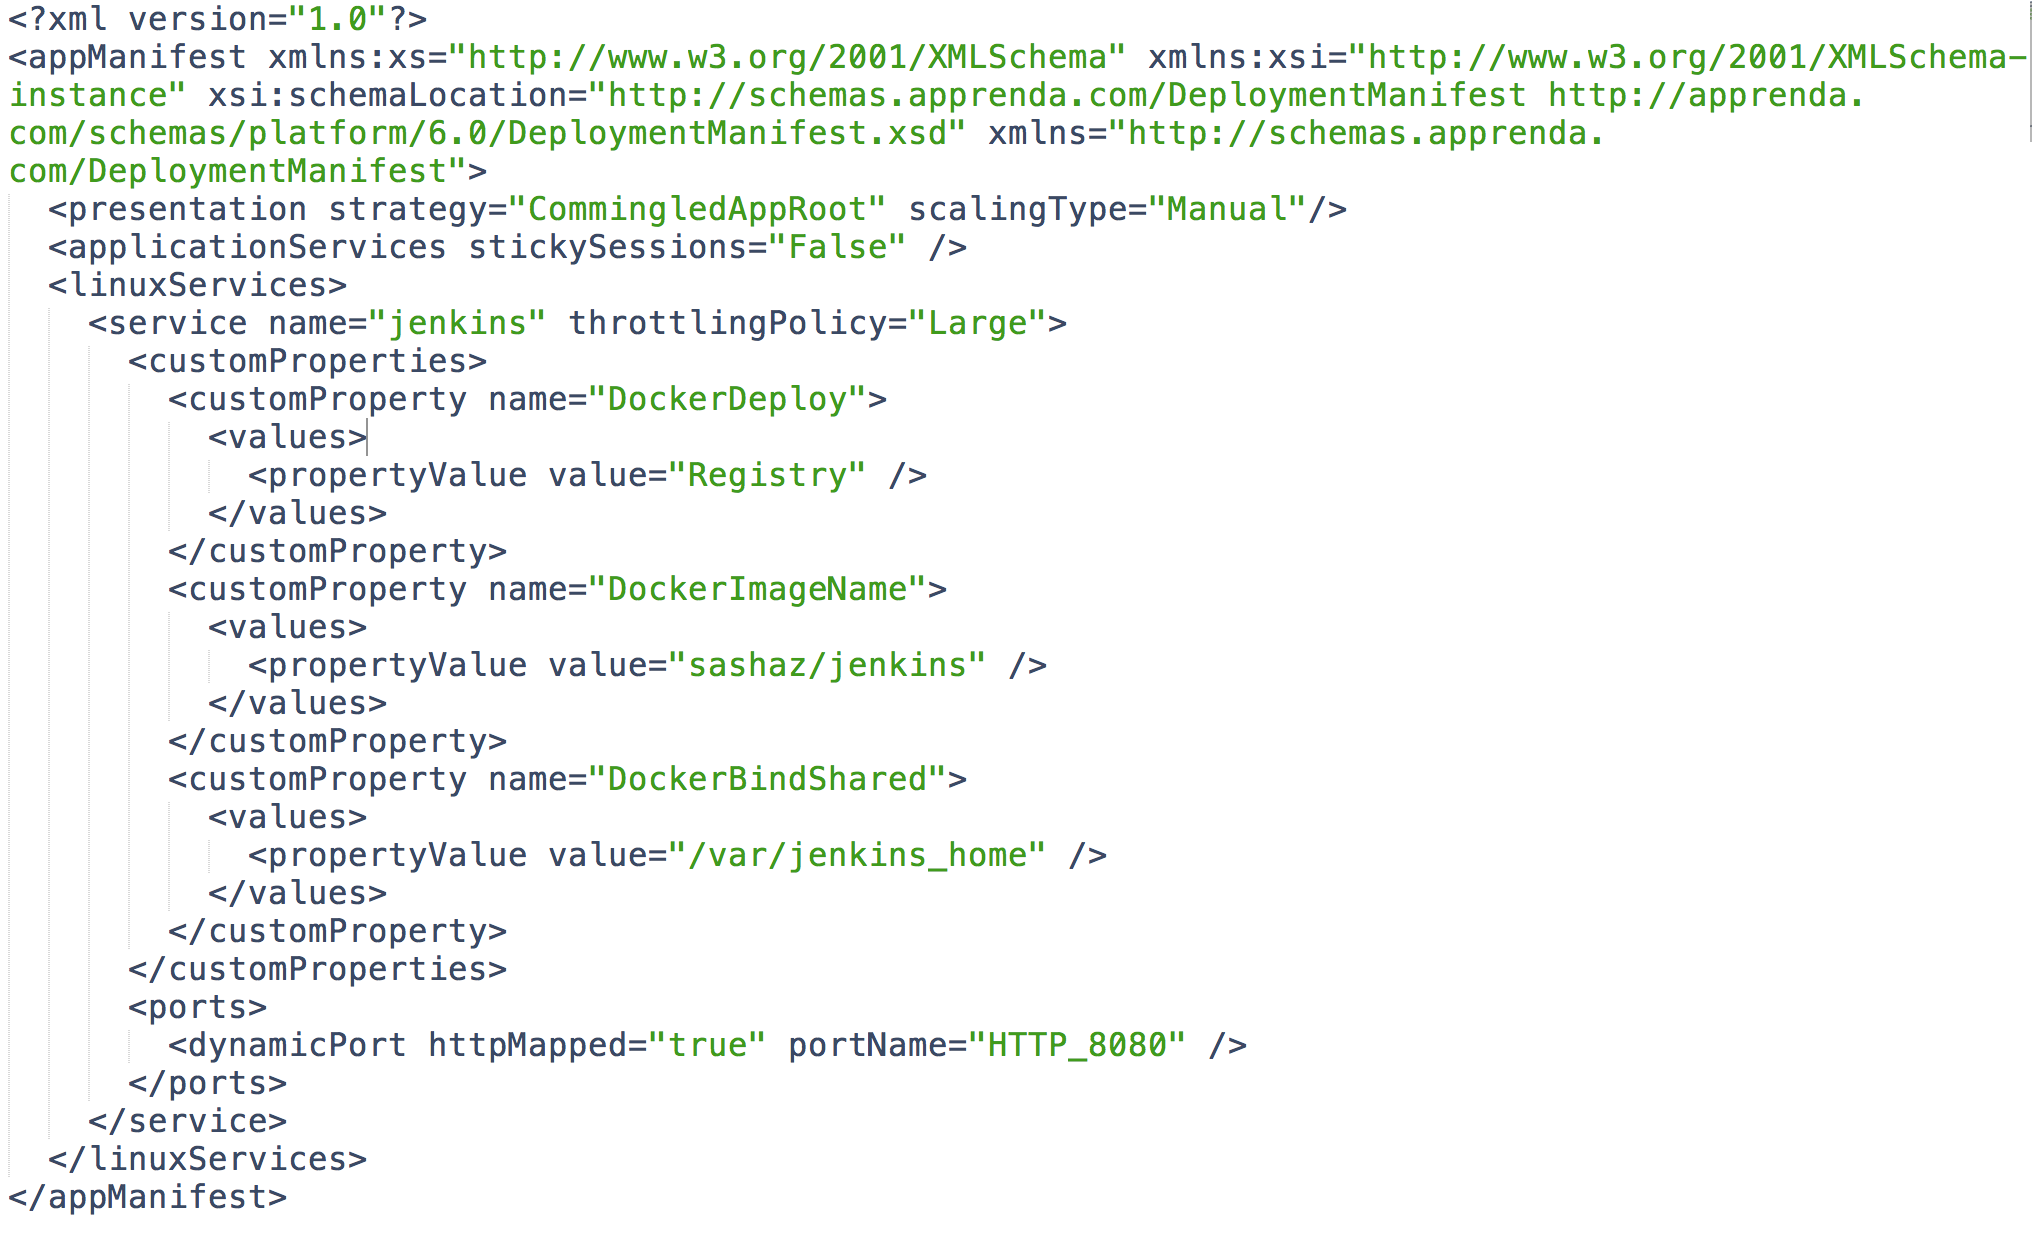 <?xml version="1.0"?>
<appManifest xmlns:xs="http://www.w3.org/2001/XMLSchema" xmlns:xsi="http://www.w3.org/2001/XMLSchema-
instance" xsi:schemaLocation="http://schemas.apprenda.com/DeploymentManifest http://apprenda.
com/schemas/platform/6.0/DeploymentManifest.xsd" xmlns="http://schemas.apprenda.
com/DeploymentManifest">
  <presentation strategy="CommingledAppRoot" scalingType="Manual"/>
  <applicationServices stickySessions="False" />
  <linuxServices>
    <service name="jenkins" throttlingPolicy="Large">
      <customProperties>
        <customProperty name="DockerDeploy">
          <values>
            <propertyValue value="Registry" />
          </values>
        </customProperty>
        <customProperty name="DockerImageName">
          <values>
            <propertyValue value="sashaz/jenkins" />
          </values>
        </customProperty>
        <customProperty name="DockerBindShared">
          <values>
            <propertyValue value="/var/jenkins_home" />
          </values>
        </customProperty>
      </customProperties>
      <ports>
        <dynamicPort httpMapped="true" portName="HTTP_8080" />
      </ports>
    </service>
  </linuxServices>
</appManifest>